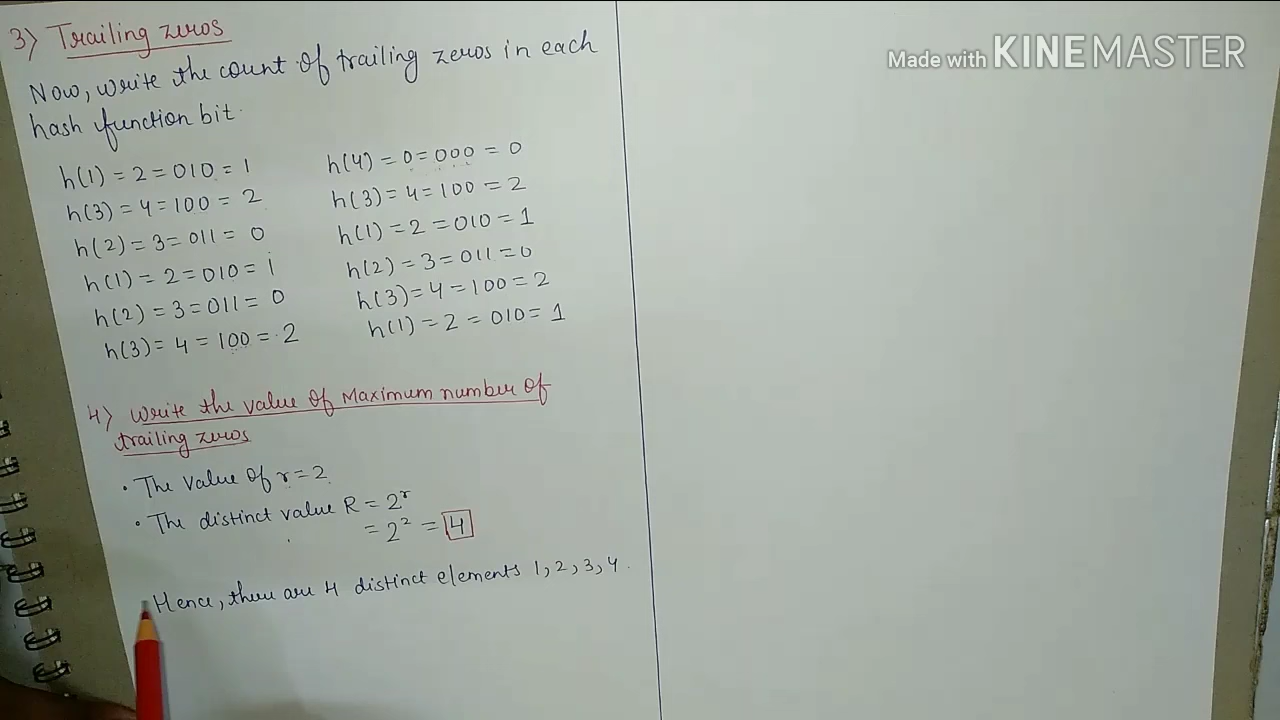 3) Trailing zeros
Now, write the count of trailing zeros in each
hash function bit.
h(1) = 2 = 010 = 1
h(3) = 4 = 100 = 2
h(2) = 3 = 011 = 0
h(1) = 2 = 010 = 1
h(2) = 3 = 011 = 0
h(3) = 4 = 100 = 2
h(4) = 0 = 000 = 0
h(3) = 4 = 100 = 2
h(1) = 2 = 010 = 1
h(2) = 3 = 011 = 0
h(3) = 4 = 100 = 2
h(1) = 2 = 010 = 1
4) Write the value of Maximum number of
trailing zeros
• The value of r = 2
• The distinct value R = 2^r
= 2² = 4
Hence, there are 4 distinct elements 1, 2, 3, 4.
Made with KINEMASTER